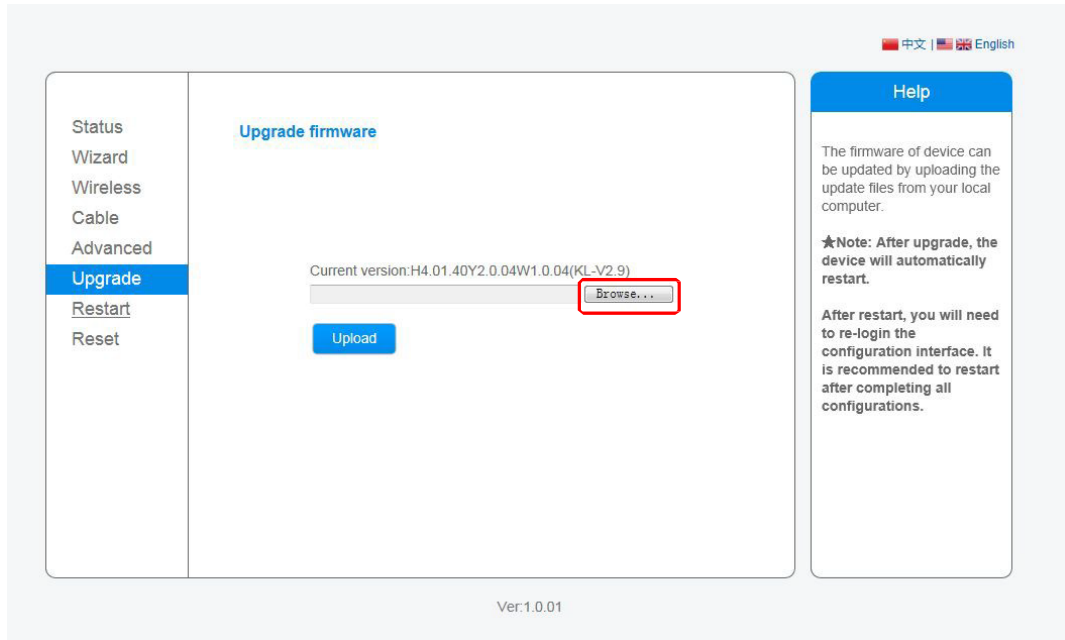 中文 | English
Status
Wizard
Wireless
Cable
Advanced
Upgrade
Restart
Reset
Upgrade firmware
Current version:H4.01.40Y2.0.04W1.0.04(KL-V2.9)
Browse...
Upload
Help
The firmware of device can
be updated by uploading the
update files from your local
computer.
★Note: After upgrade, the
device will automatically
restart.
After restart, you will need
to re-login the
configuration interface. It
is recommended to restart
after completing all
configurations.
Ver:1.0.01